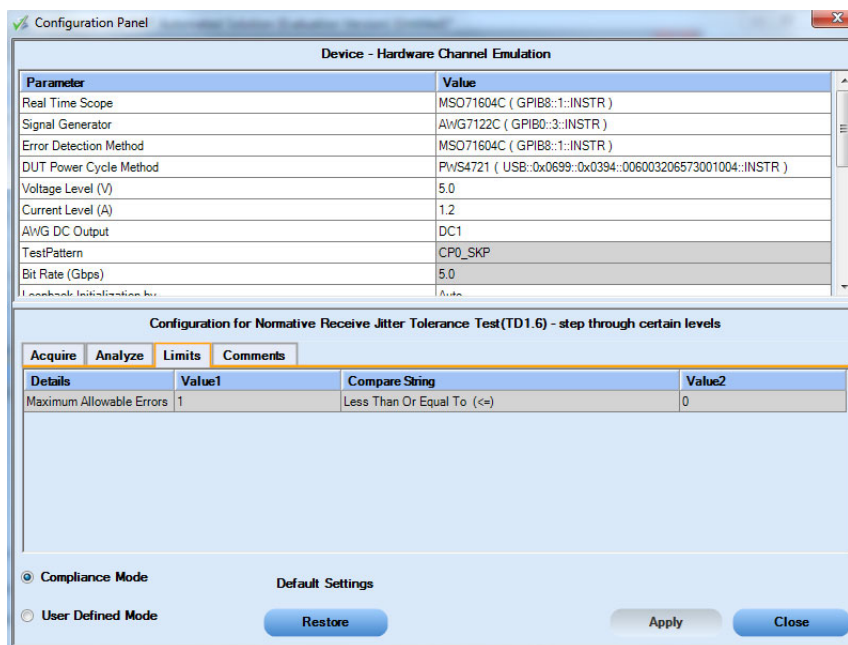 Configuration Panel
Device - Hardware Channel Emulation
Parameter Value
Real Time Scope MSO71604C ( GPIB8::1::INSTR )
Signal Generator AWG7122C ( GPIB0::3::INSTR )
Error Detection Method MSO71604C ( GPIB8::1::INSTR )
DUT Power Cycle Method PWS4721 ( USB::0x0699::0x0394::006003206573001004::INSTR )
Voltage Level (V) 5.0
Current Level (A) 1.2
AWG DC Output DC1
TestPattern CP0_SKP
Bit Rate (Gbps) 5.0
Loopback Initialization by Auto
Configuration for Normative Receive Jitter Tolerance Test(TD1.6) - step through certain levels
Acquire Analyze Limits Comments
Details Value1 Compare String Value2
Maximum Allowable Errors 1 Less Than Or Equal To (<=) 0
Compliance Mode
Default Settings
User Defined Mode
Restore Apply Close